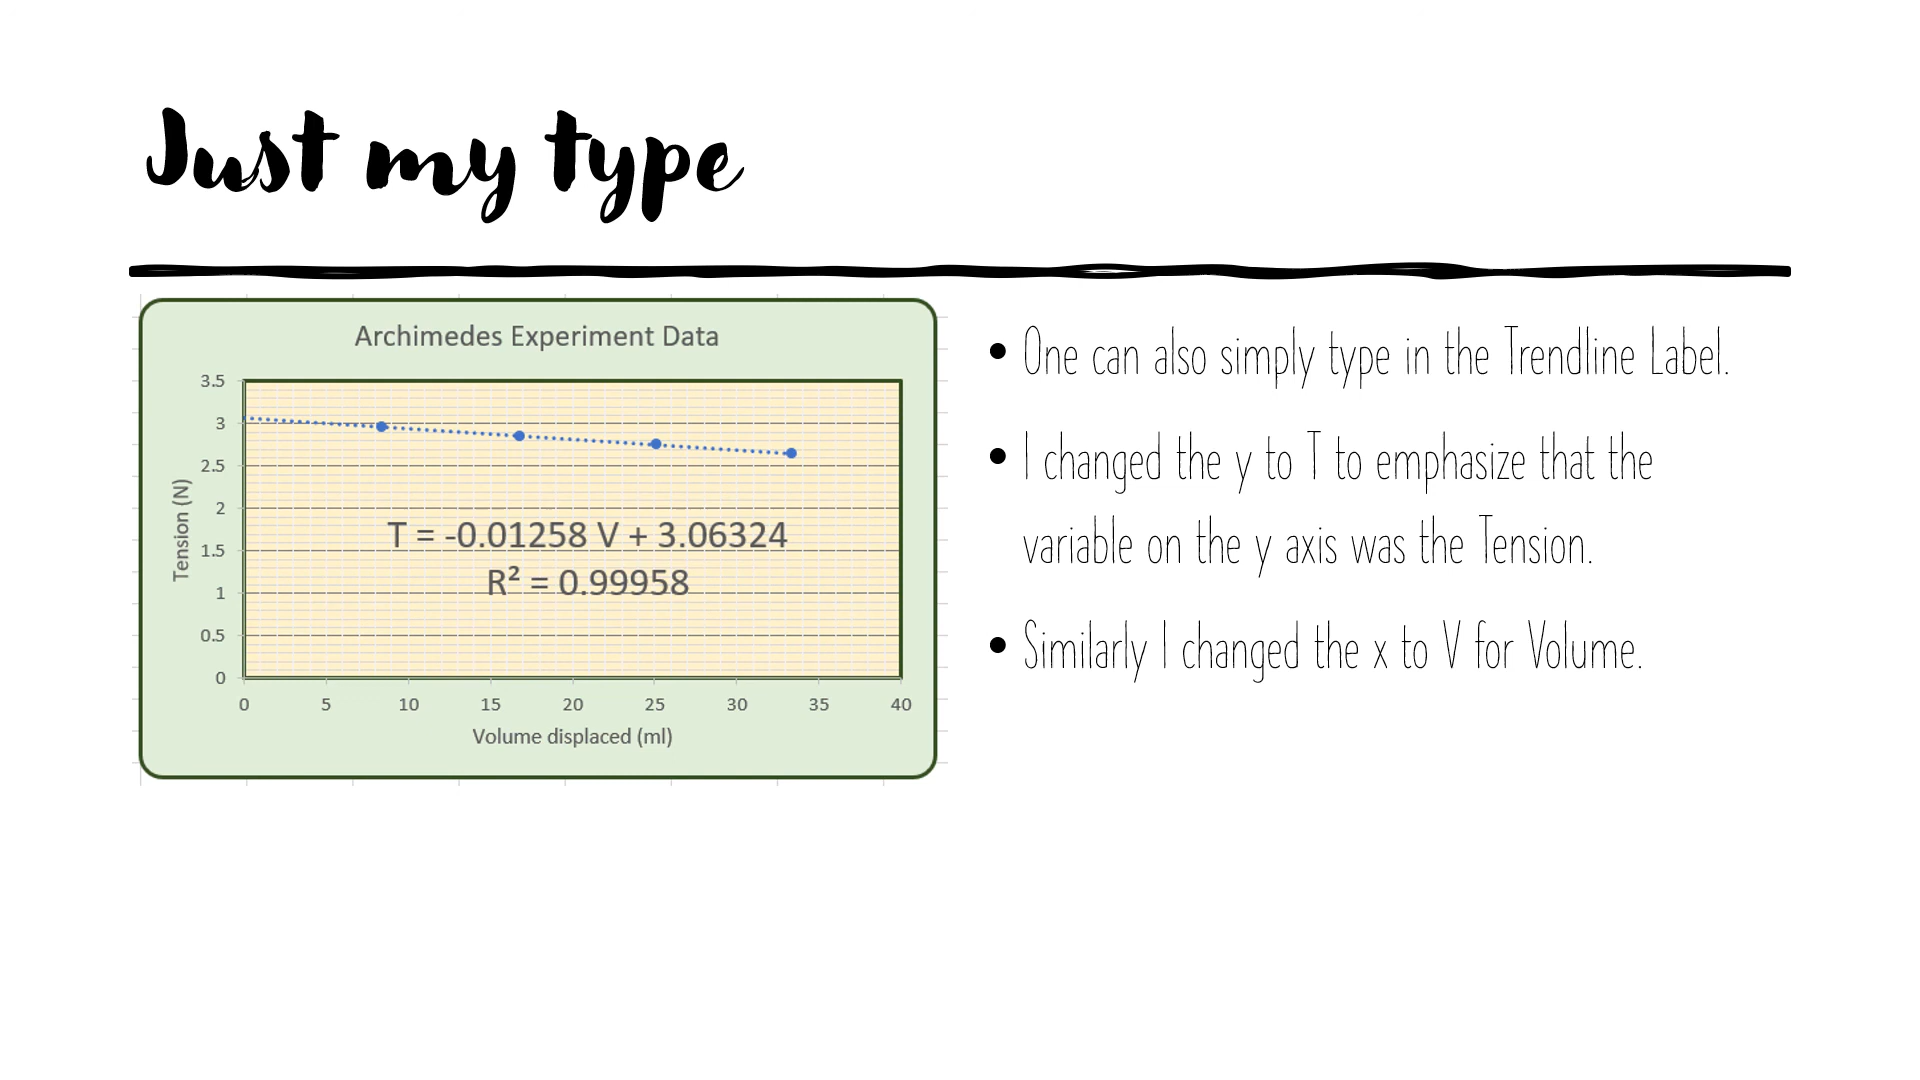 Just my type
Archimedes Experiment Data
3.5
3
2.5
2
1.5
1
0.5
0
Tension (N)
T = -0.01258 V + 3.06324
R² = 0.99958
0 5 10 15 20 25 30 35 40
Volume displaced (ml)
• One can also simply type in the Trendline Label.
• I changed the y to T to emphasize that the
variable on the y axis was the Tension.
• Similarly I changed the x to V for Volume.